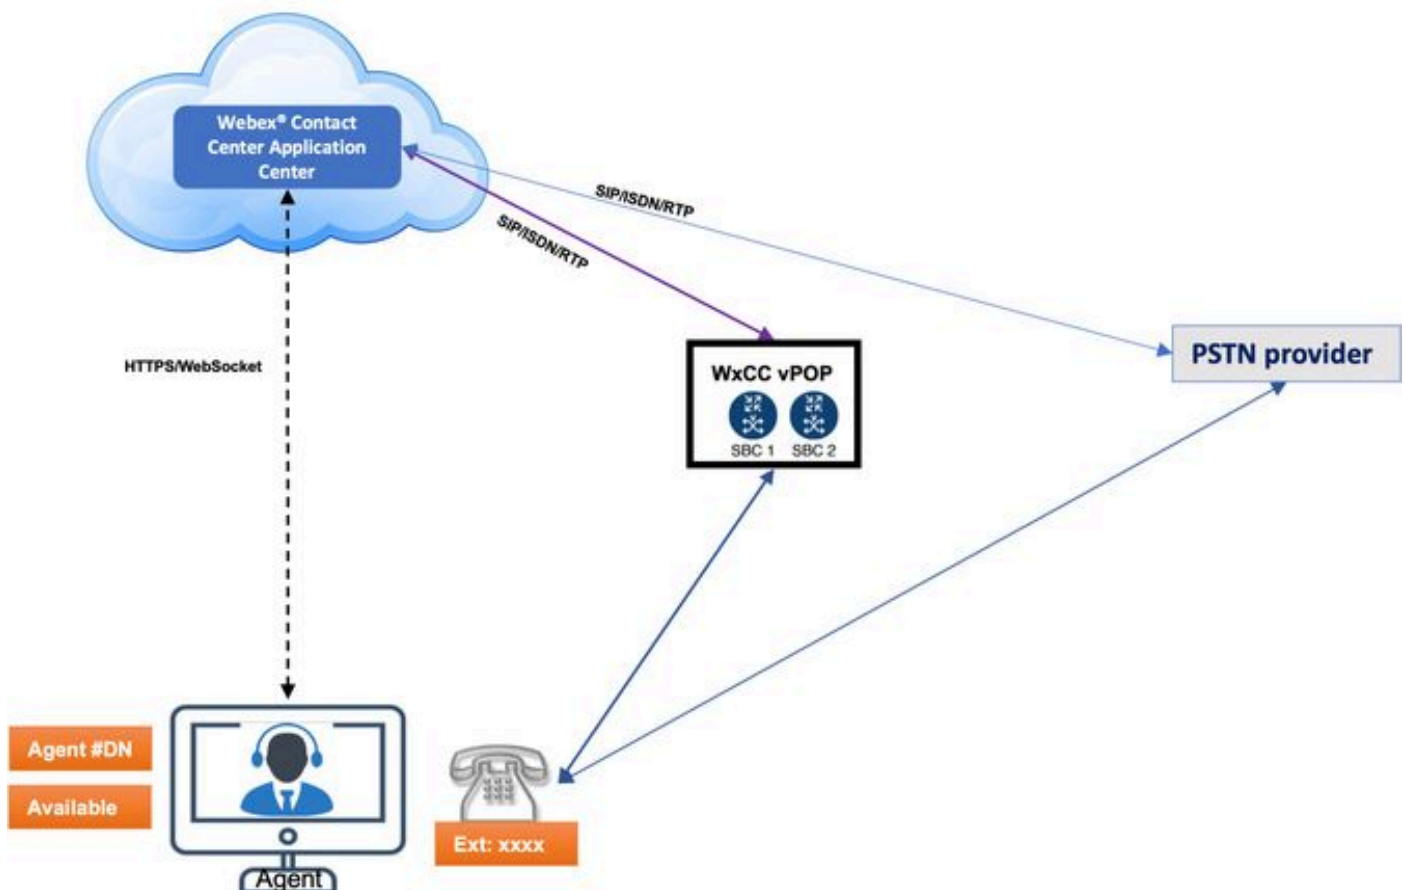 Webex® Contact
Center Application
Center
SIP/ISDN/RTP
SIP/ISDN/RTP
HTTPS/WebSocket
WxCC vPOP
SBC 1 SBC 2
PSTN provider
Agent #DN
Available
Agent
Ext: xxxx